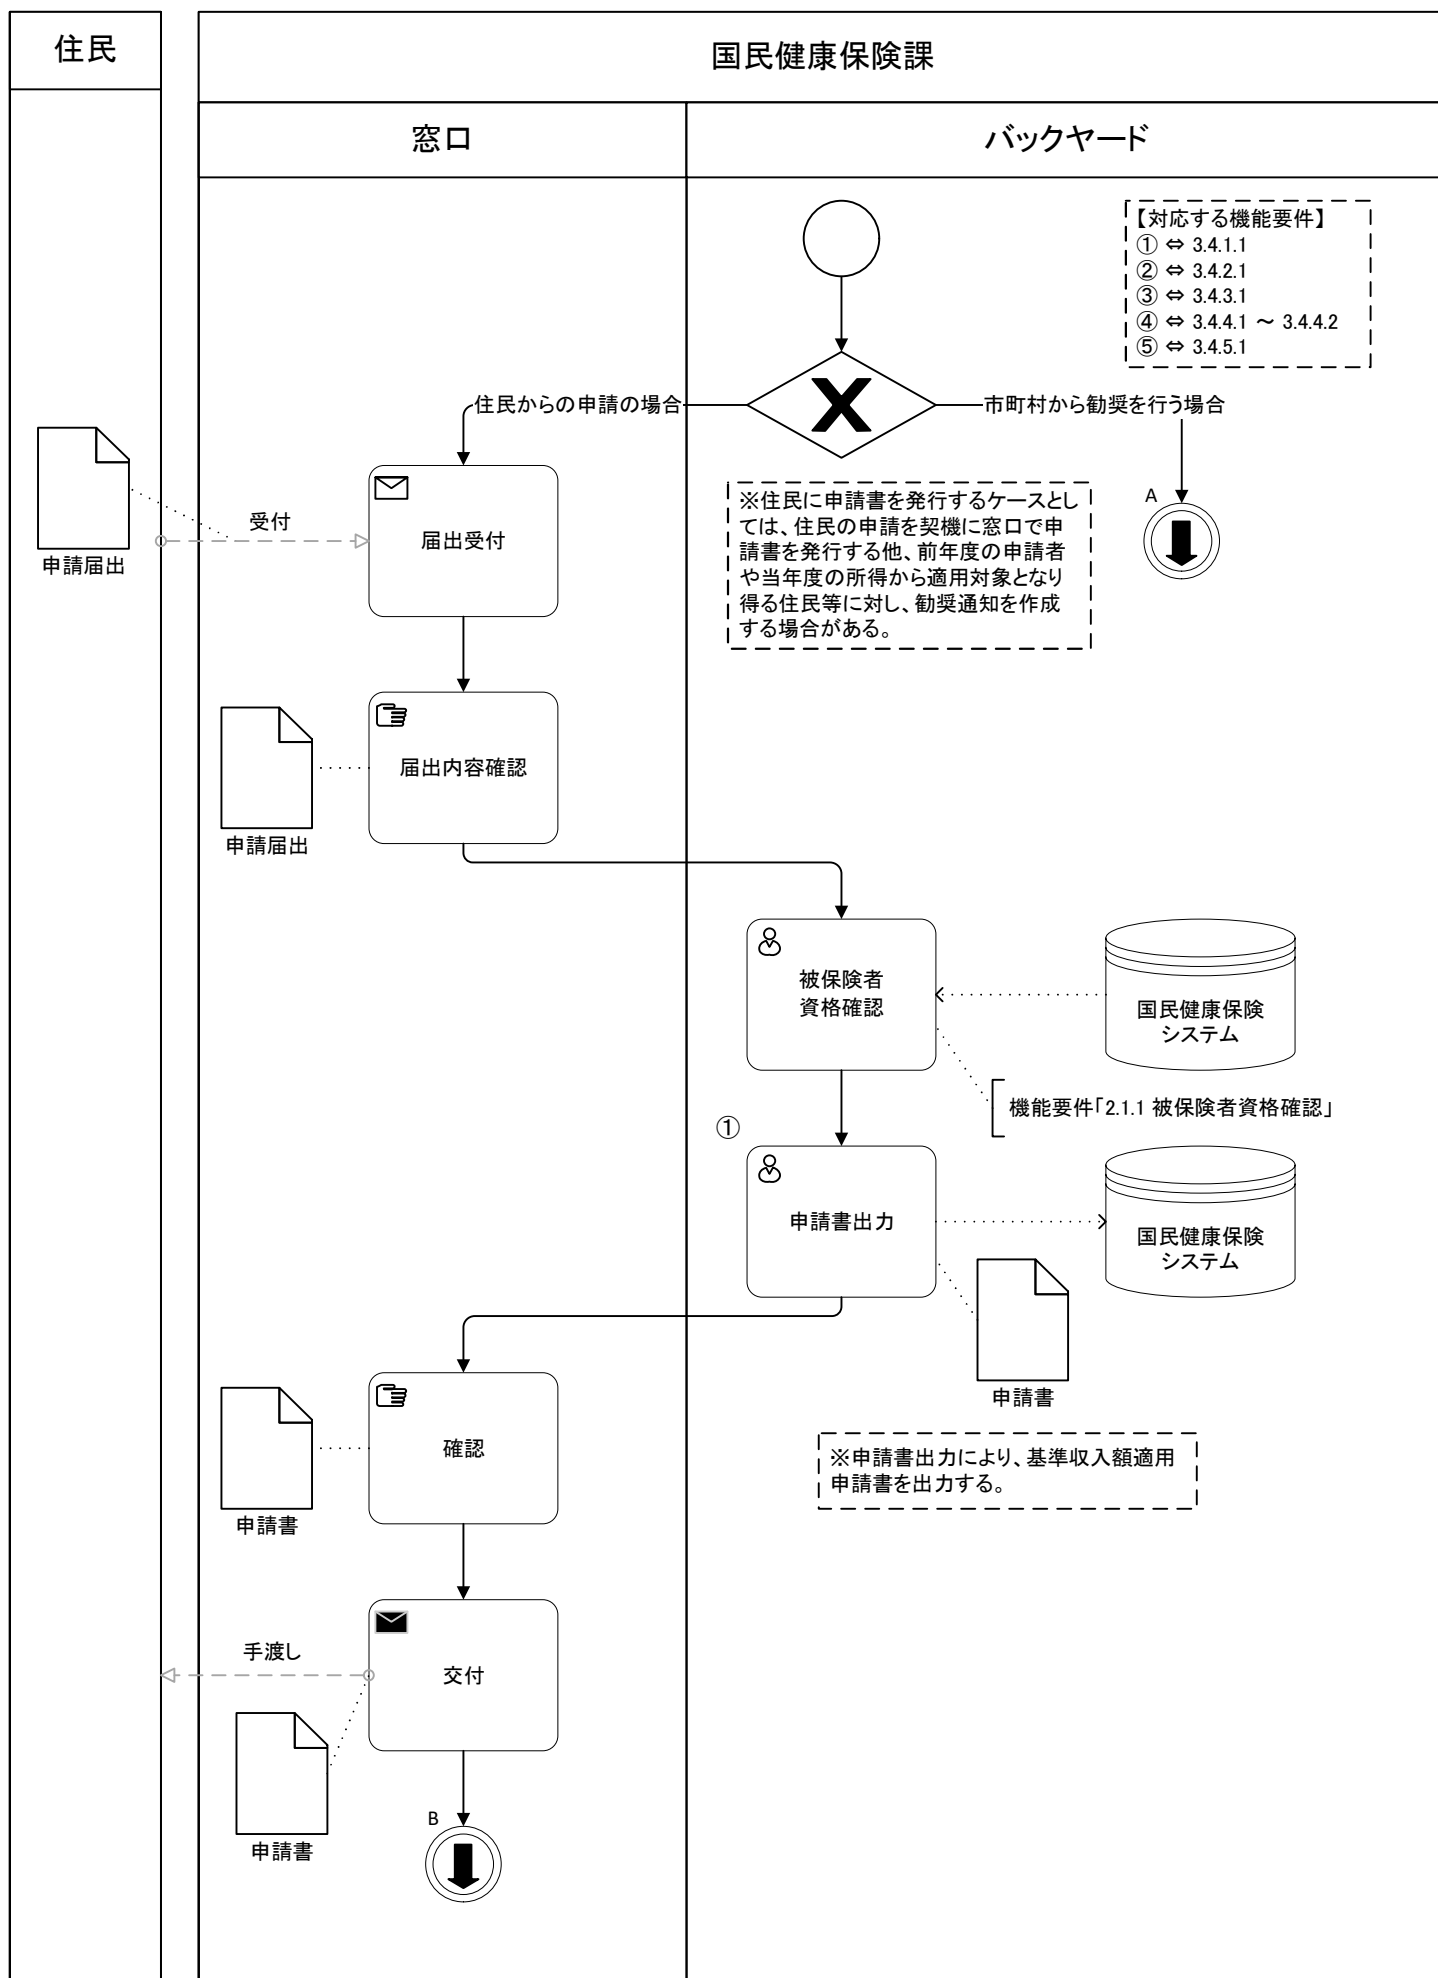 住民
国民健康保険課
窓口
バックヤード
【対応する機能要件】
① ⇔ 3.4.1.1
② ⇔ 3.4.2.1
③ ⇔ 3.4.3.1
④ ⇔ 3.4.4.1 ～ 3.4.4.2
⑤ ⇔ 3.4.5.1
住民からの申請の場合
市町村から勧奨を行う場合
A
※住民に申請書を発行するケースとし
ては、住民の申請を契機に窓口で申
請書を発行する他、前年度の申請者
や当年度の所得から適用対象となり
得る住民等に対し、勧奨通知を作成
する場合がある。
受付
申請届出
届出受付
届出内容確認
申請届出
被保険者
資格確認
国民健康保険
システム
機能要件「2.1.1 被保険者資格確認」
①
申請書出力
国民健康保険
システム
申請書
※申請書出力により、基準収入額適用
申請書を出力する。
確認
申請書
手渡し
交付
申請書
B